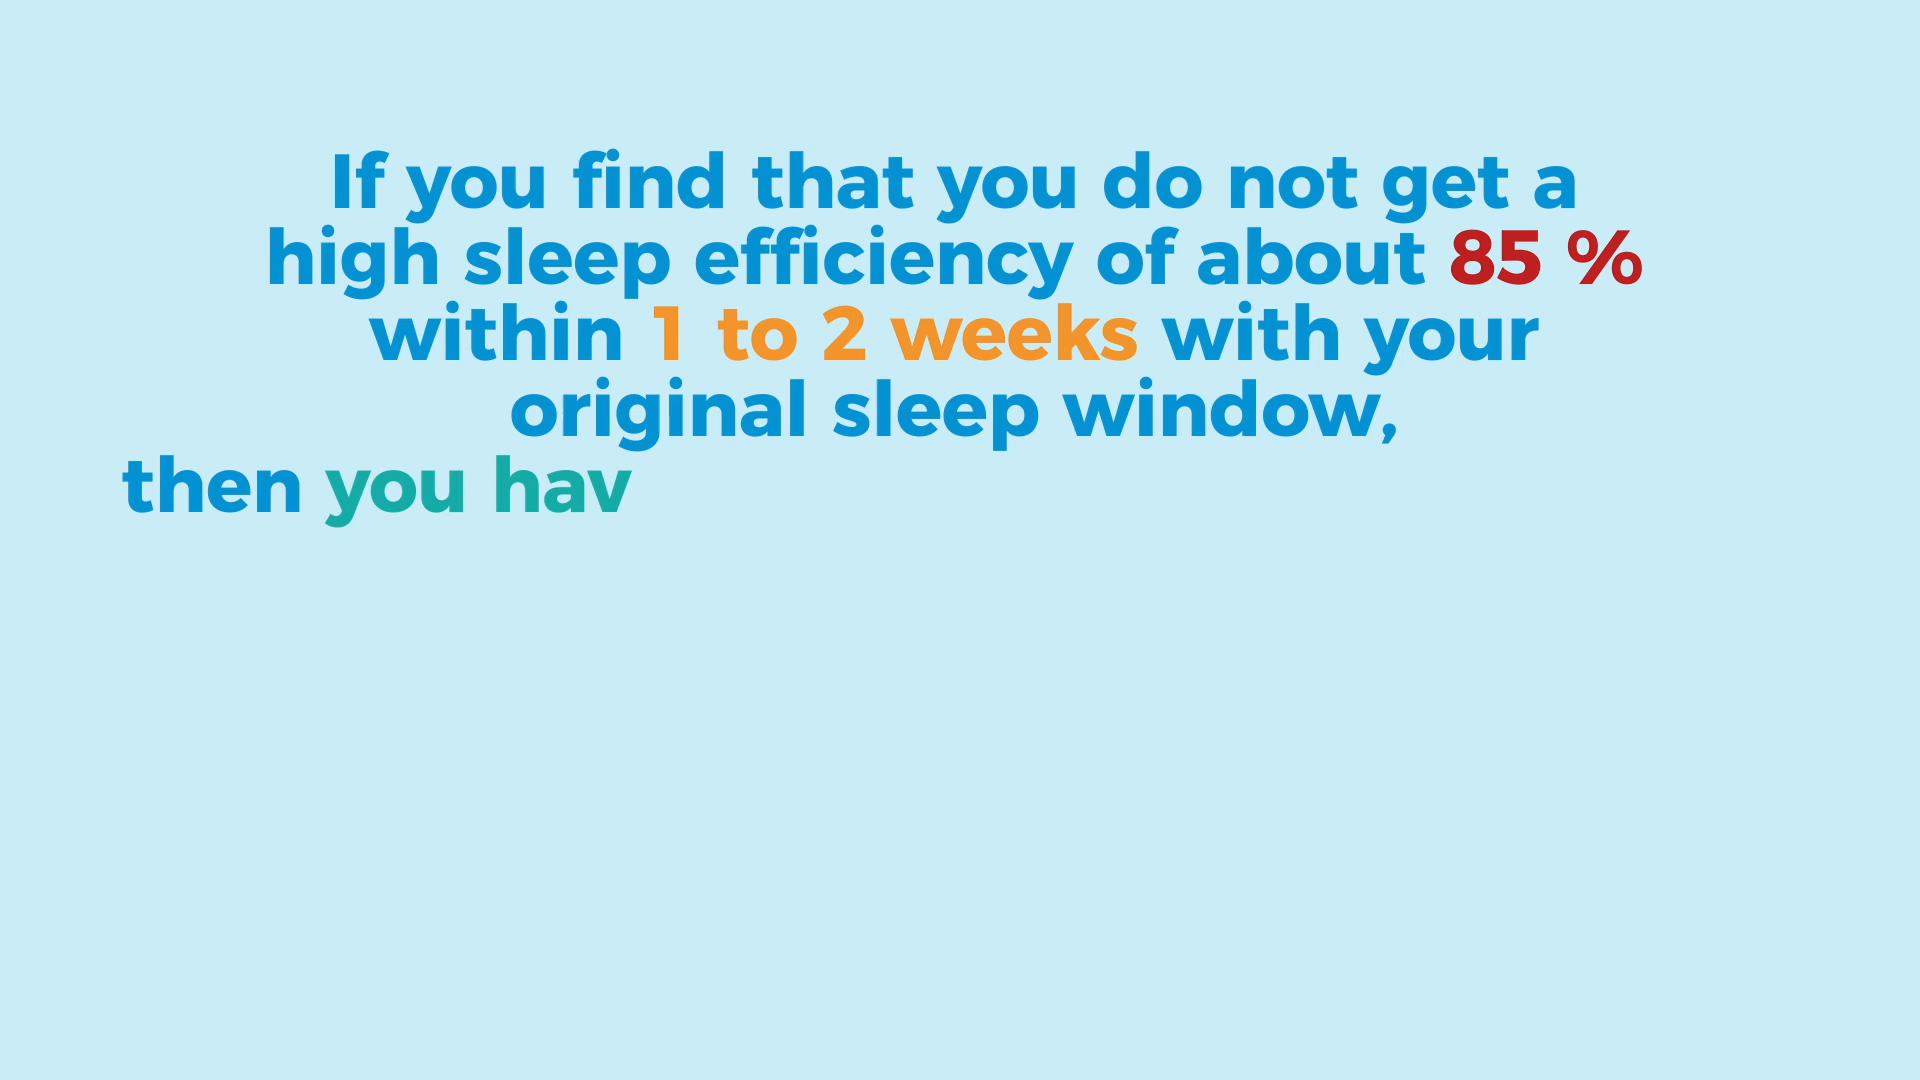 If you find that you do not get a
high sleep efficiency of about 85 %
within 1 to 2 weeks with your
original sleep window,
then you hav